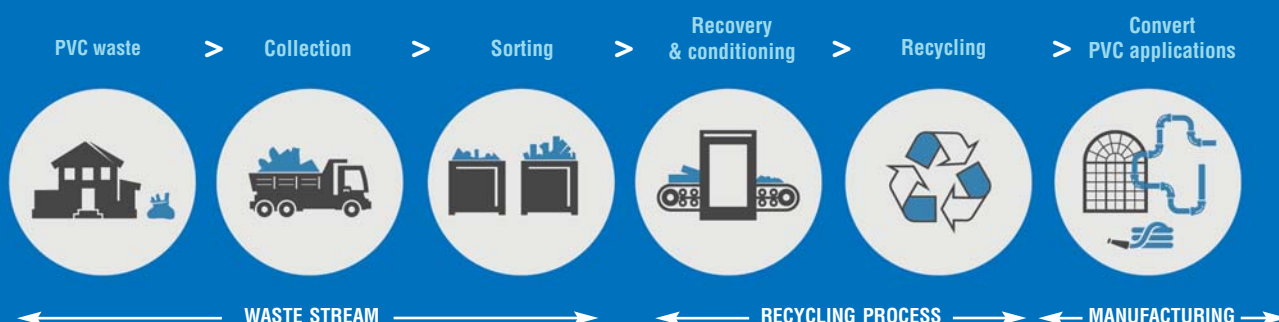 PVC waste
>
Collection
>
Sorting
>
Recovery
& conditioning
>
Recycling
>
Convert
PVC applications
WASTE STREAM
RECYCLING PROCESS
MANUFACTURING